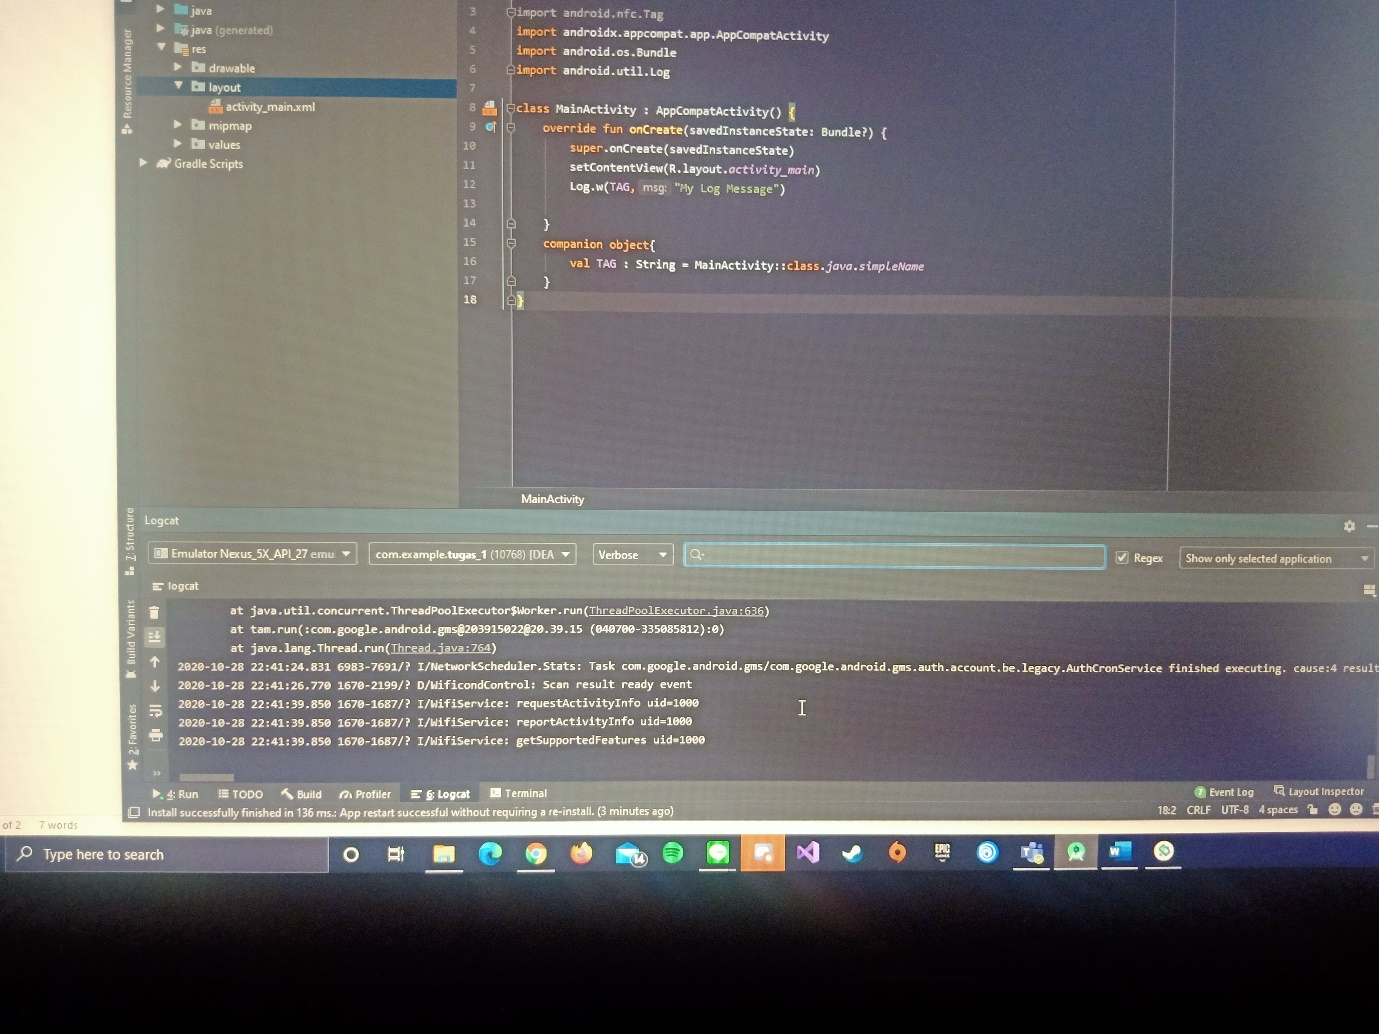 java
java (generated)
res
drawable
layout
activity_main.xml
mipmap
values
Gradle Scripts
Resource Manager
3 import android.nfc.Tag
4 import androidx.appcompat.app.AppCompatActivity
5 import android.os.Bundle
6 import android.util.Log
7
8 class MainActivity : AppCompatActivity() {
9 override fun onCreate(savedInstanceState: Bundle?) {
10 super.onCreate(savedInstanceState)
11 setContentView(R.layout.activity_main)
12 Log.w(TAG, msg: "My Log Message")
13
14 }
15 companion object{
16 val TAG : String = MainActivity::class.java.simpleName
17 }
18 }
MainActivity
7: Structure
Build Variants
2: Favorites
Logcat
Emulator Nexus_5X_API_27 emu
com.example.tugas_1 (10768) [DEA
Verbose
Regex
Show only selected application
logcat
at java.util.concurrent.ThreadPoolExecutor$Worker.run(ThreadPoolExecutor.java:636)
at tam.run(:com.google.android.gms@203915022@20.39.15 (040700-335085812):0)
at java.lang.Thread.run(Thread.java:764)
2020-10-28 22:41:24.831 6983-7691/? I/NetworkScheduler.Stats: Task com.google.android.gms/com.google.android.gms.auth.account.be.legacy.AuthCronService finished executing. cause:4 result
2020-10-28 22:41:26.770 1670-2199/? D/WificondControl: Scan result ready event
2020-10-28 22:41:39.850 1670-1687/? I/WifiService: requestActivityInfo uid=1000
2020-10-28 22:41:39.850 1670-1687/? I/WifiService: reportActivityInfo uid=1000
2020-10-28 22:41:39.850 1670-1687/? I/WifiService: getSupportedFeatures uid=1000
4: Run TODO Build Profiler 6: Logcat Terminal
7 Event Log Layout Inspector
Install successfully finished in 136 ms.: App restart successful without requiring a re-install. (3 minutes ago)
18:2 CRLF UTF-8 4 spaces
of 2 7 words
Type here to search
14
EPIC
GAMES